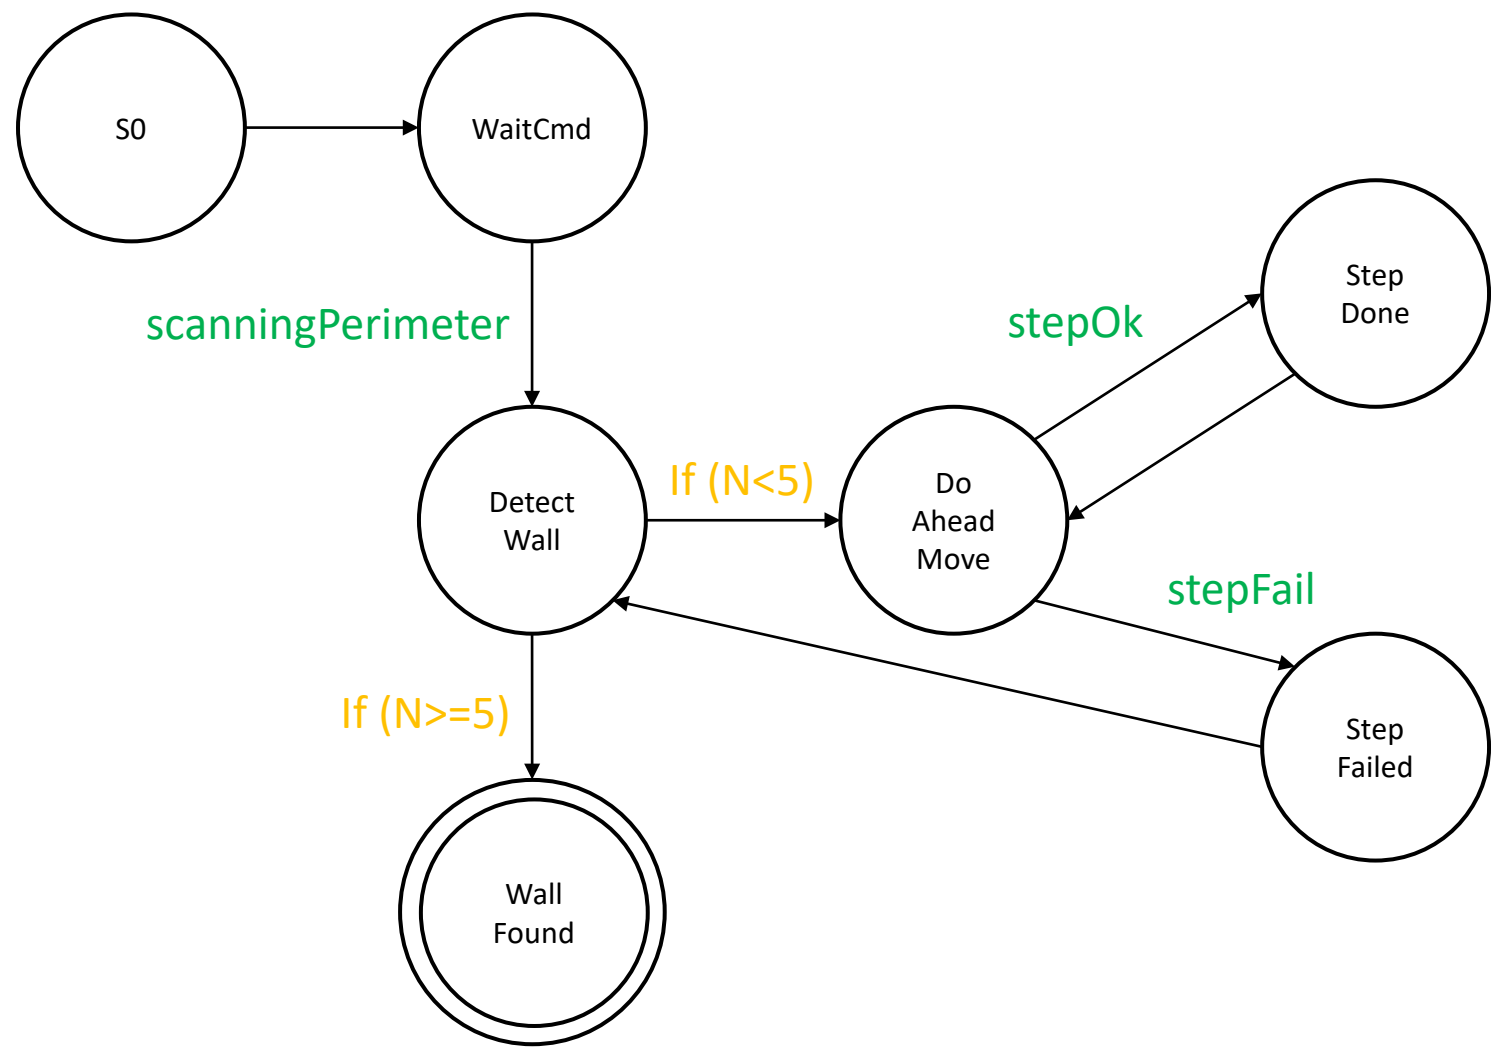 S0
WaitCmd
scanningPerimeter
stepOk
Step
Done
If (N<5)
Detect
Wall
Do
Ahead
Move
stepFail
If (N>=5)
Step
Failed
Wall
Found